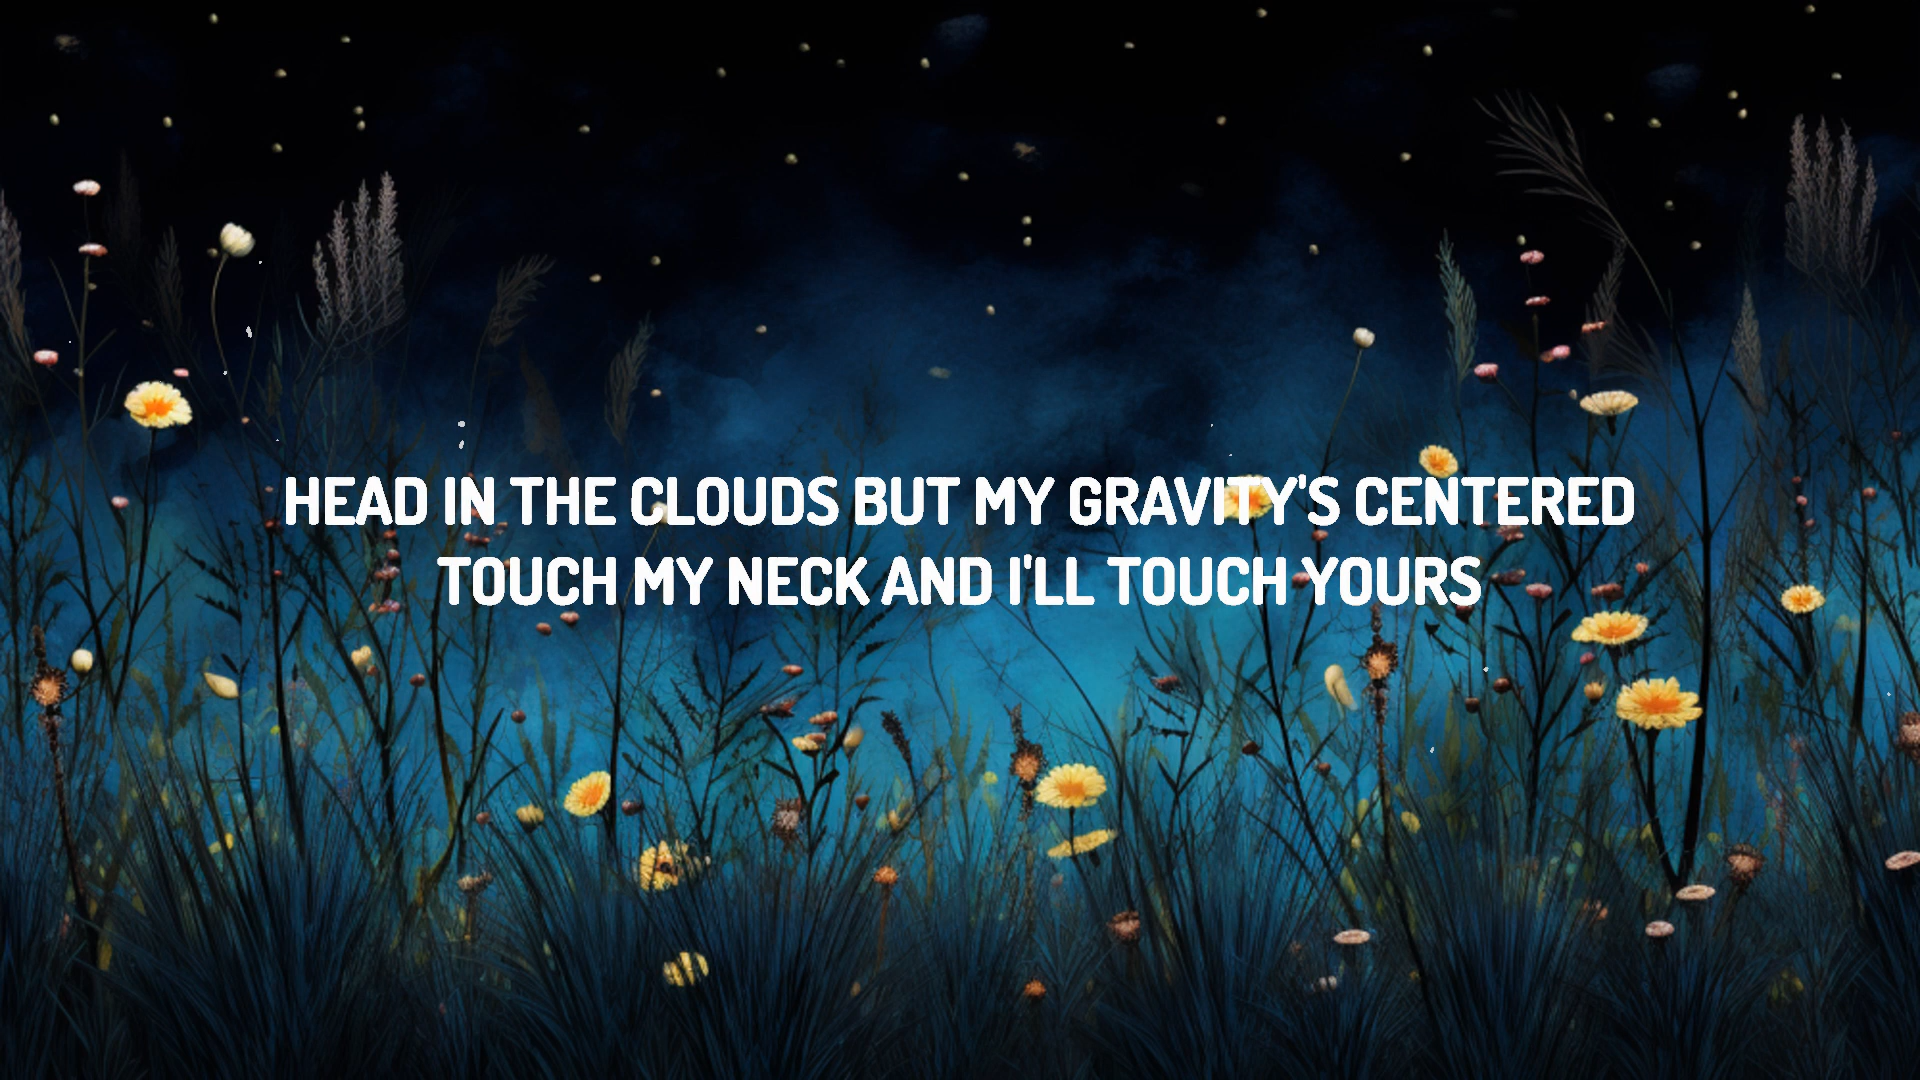 HEAD IN THE CLOUDS BUT MY GRAVITY'S CENTERED
TOUCH MY NECK AND I'LL TOUCH YOURS